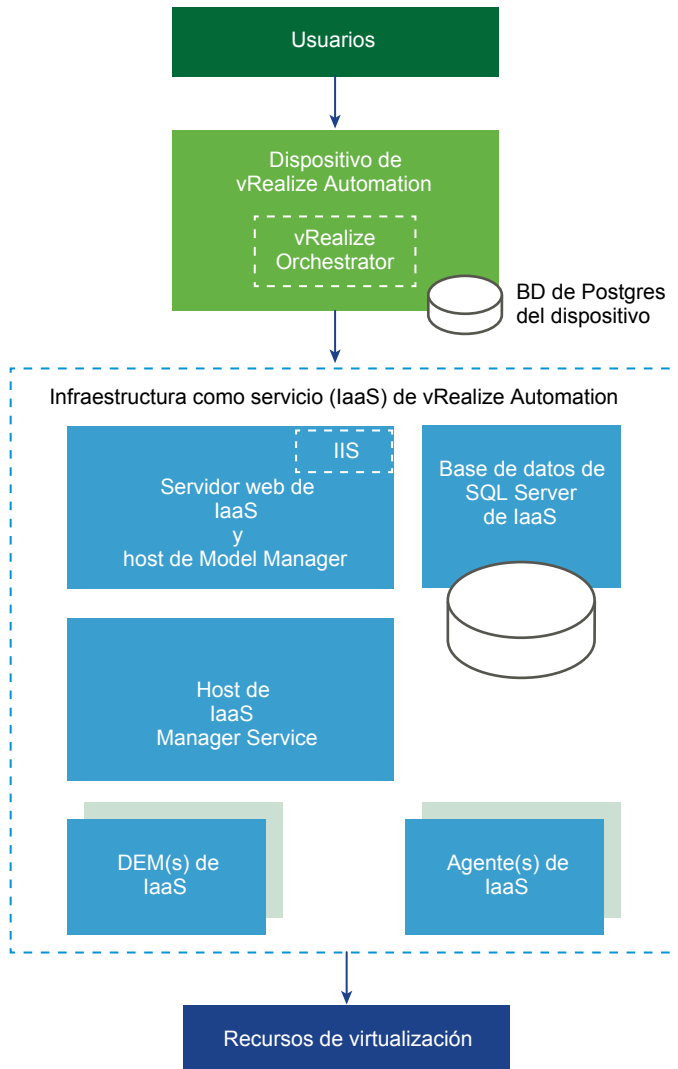 Usuarios
Dispositivo de
vRealize Automation
vRealize
Orchestrator
BD de Postgres
del dispositivo
Infraestructura como servicio (IaaS) de vRealize Automation
IIS
Servidor web de
IaaS
y
host de Model Manager
Base de datos de
SQL Server
de IaaS
Host de
IaaS
Manager Service
DEM(s) de
IaaS
Agente(s) de
IaaS
Recursos de virtualización